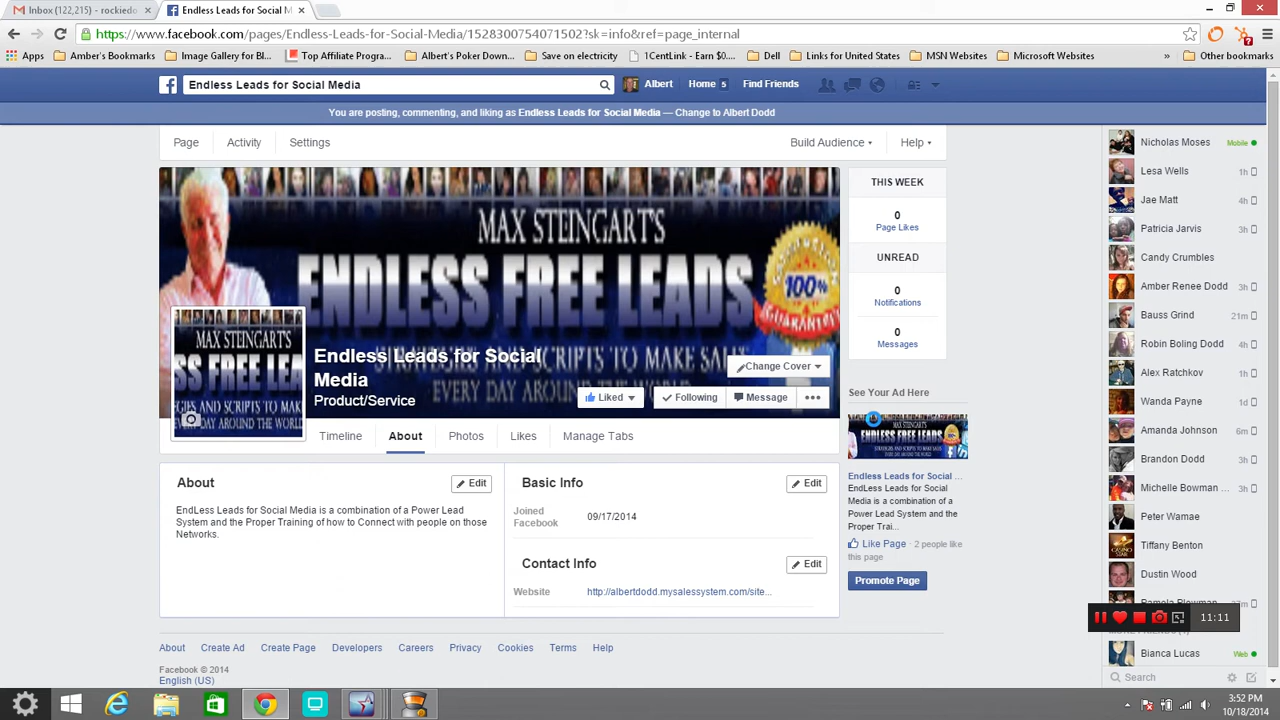 Inbox (122,215) - rockiedo
Endless Leads for Social M
https://www.facebook.com/pages/Endless-Leads-for-Social-Media/1528300754071502?sk=info&ref=page_internal
Apps Amber's Bookmarks Image Gallery for Bl... Top Affiliate Progra... Albert's Poker Down... Save on electricity 1CentLink - Earn $0.... Dell Links for United States MSN Websites Microsoft Websites » Other bookmarks
Endless Leads for Social Media
Albert Home 5 Find Friends
You are posting, commenting, and liking as Endless Leads for Social Media — Change to Albert Dodd
Page Activity Settings Build Audience Help
MAX STEINGART'S
ENDLESS FREE LEADS
100%
SCRIPTS TO MAKE SA
EVERY DAY AROUND THE WORLD
MAX STEINGART'S
SS FREE LEA
GIES AND SCRIPTS TO MAK
EVERY DAY AROUND THE WORLD
Endless Leads for Social
Media
Product/Service
Change Cover
Liked Following Message •••
Timeline About Photos Likes Manage Tabs
About
Edit
EndLess Leads for Social Media is a combination of a Power Lead
System and the Proper Training of how to Connect with people on those
Networks.
Basic Info
Edit
Joined
Facebook
09/17/2014
Contact Info
Edit
Website http://albertdodd.mysalessystem.com/site...
THIS WEEK
0
Page Likes
UNREAD
0
Notifications
0
Messages
See Your Ad Here
ENDLESS FREE LEADS
Endless Leads for Social ...
EndLess Leads for Social
Media is a combination of a
Power Lead System and the
Proper Trai...
Like Page · 2 people like
this page
Promote Page
Nicholas Moses Mobile
Lesa Wells 1h
Jae Matt 4h
Patricia Jarvis 3h
Candy Crumbles
Amber Renee Dodd 3h
Bauss Grind 21m
Robin Boling Dodd 4h
Alex Ratchkov 1h
Wanda Payne 1d
Amanda Johnson 6m
Brandon Dodd 3h
Michelle Bowman ... 3h
Peter Wamae
Tiffany Benton
Dustin Wood
11:11
Bianca Lucas Web
Search
About Create Ad Create Page Developers Careers Privacy Cookies Terms Help
Facebook © 2014
English (US)
3:52 PM
10/18/2014